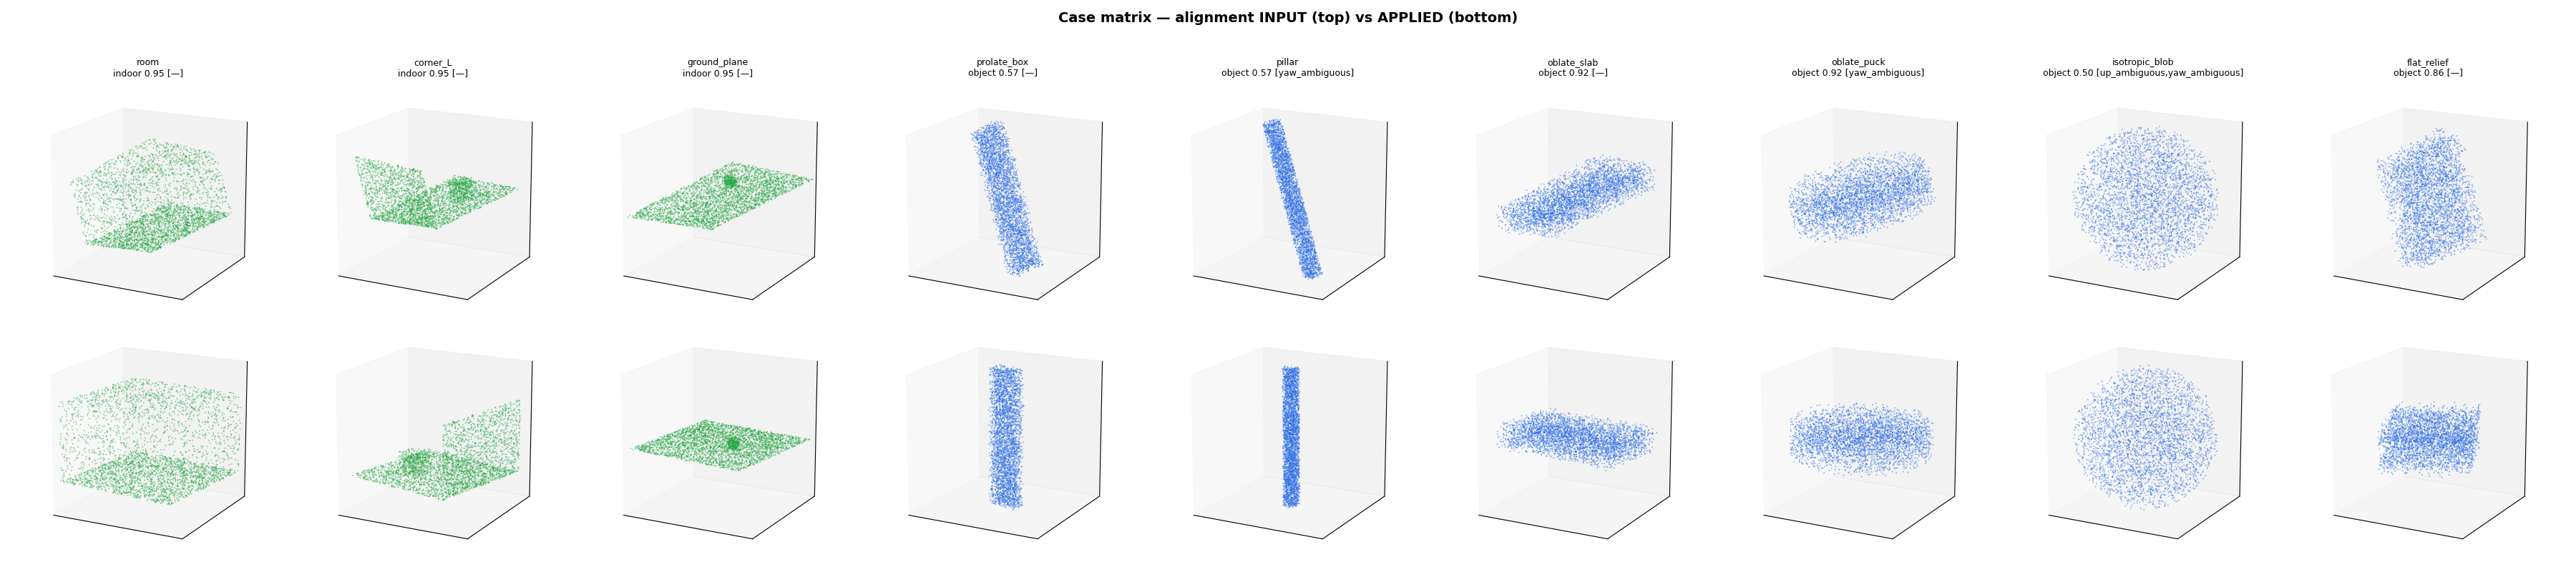 Case matrix — alignment INPUT (top) vs APPLIED (bottom)
room
indoor 0.95 [—]
corner_L
indoor 0.95 [—]
ground_plane
indoor 0.95 [—]
prolate_box
object 0.57 [—]
pillar
object 0.57 [yaw_ambiguous]
oblate_slab
object 0.92 [—]
oblate_puck
object 0.92 [yaw_ambiguous]
isotropic_blob
object 0.50 [up_ambiguous,yaw_ambiguous]
flat_relief
object 0.86 [—]